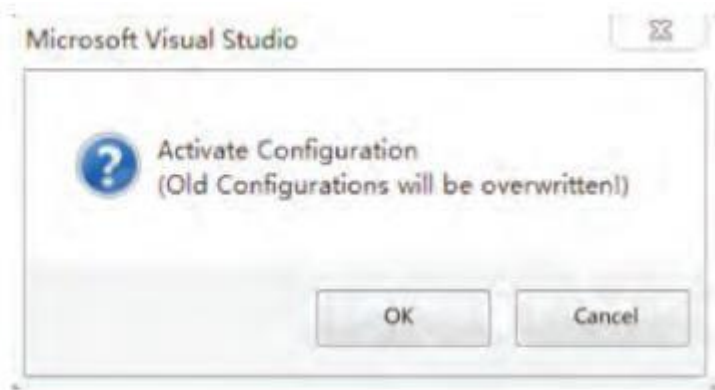 Microsoft Visual Studio
Activate Configuration
(Old Configurations will be overwritten!)
OK
Cancel